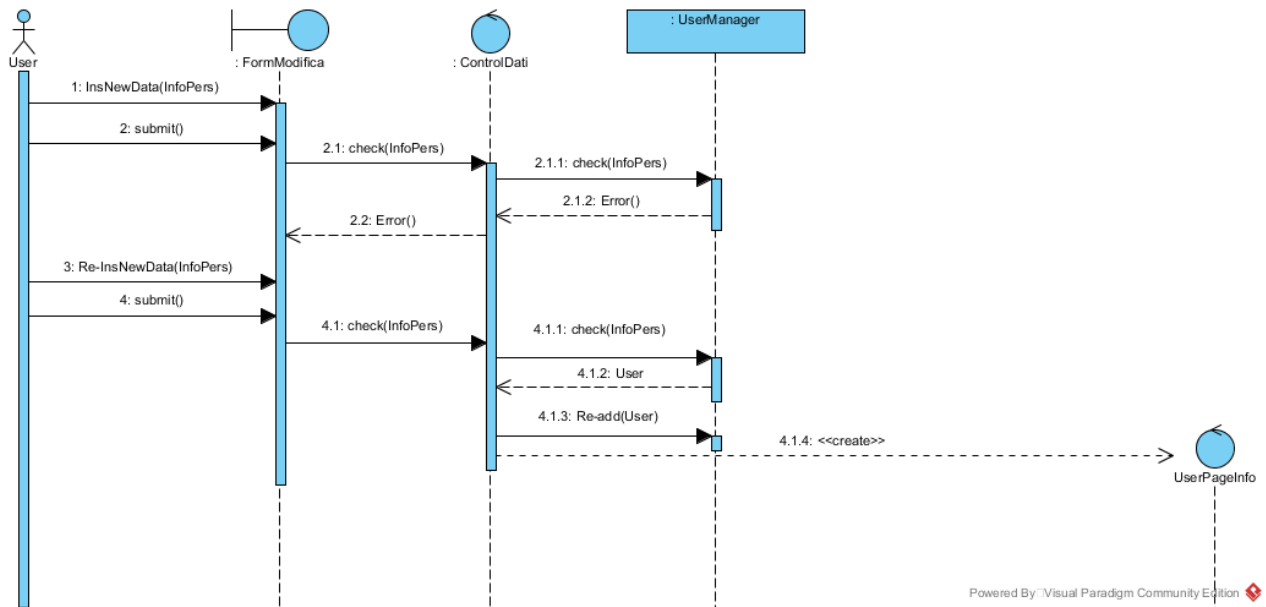 : UserManager
User
: FormModifica
: ControlDati
1: InsNewData(InfoPers)
2: submit()
2.1: check(InfoPers)
2.1.1: check(InfoPers)
2.1.2: Error()
2.2: Error()
3: Re-InsNewData(InfoPers)
4: submit()
4.1: check(InfoPers)
4.1.1: check(InfoPers)
4.1.2: User
4.1.3: Re-add(User)
4.1.4: <<create>>
UserPageInfo
Powered By Visual Paradigm Community Edition